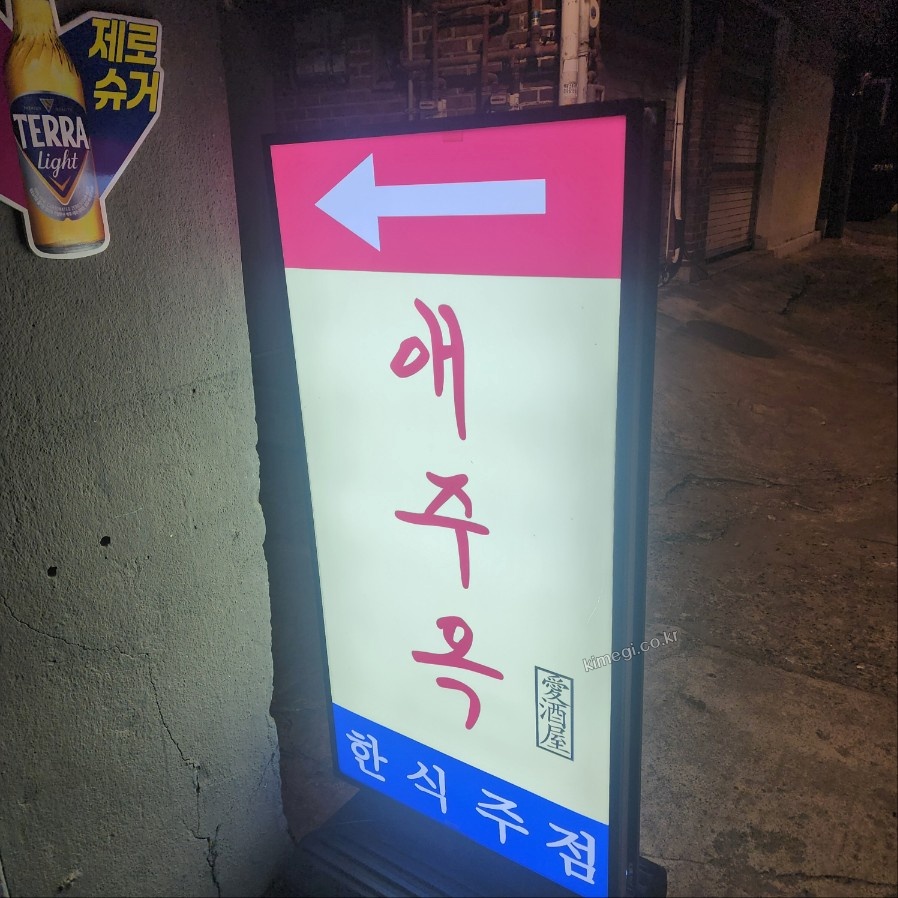 제로
슈거
TERRA
Light
애주옥
愛酒屋
한식주점
kimegi.co.kr